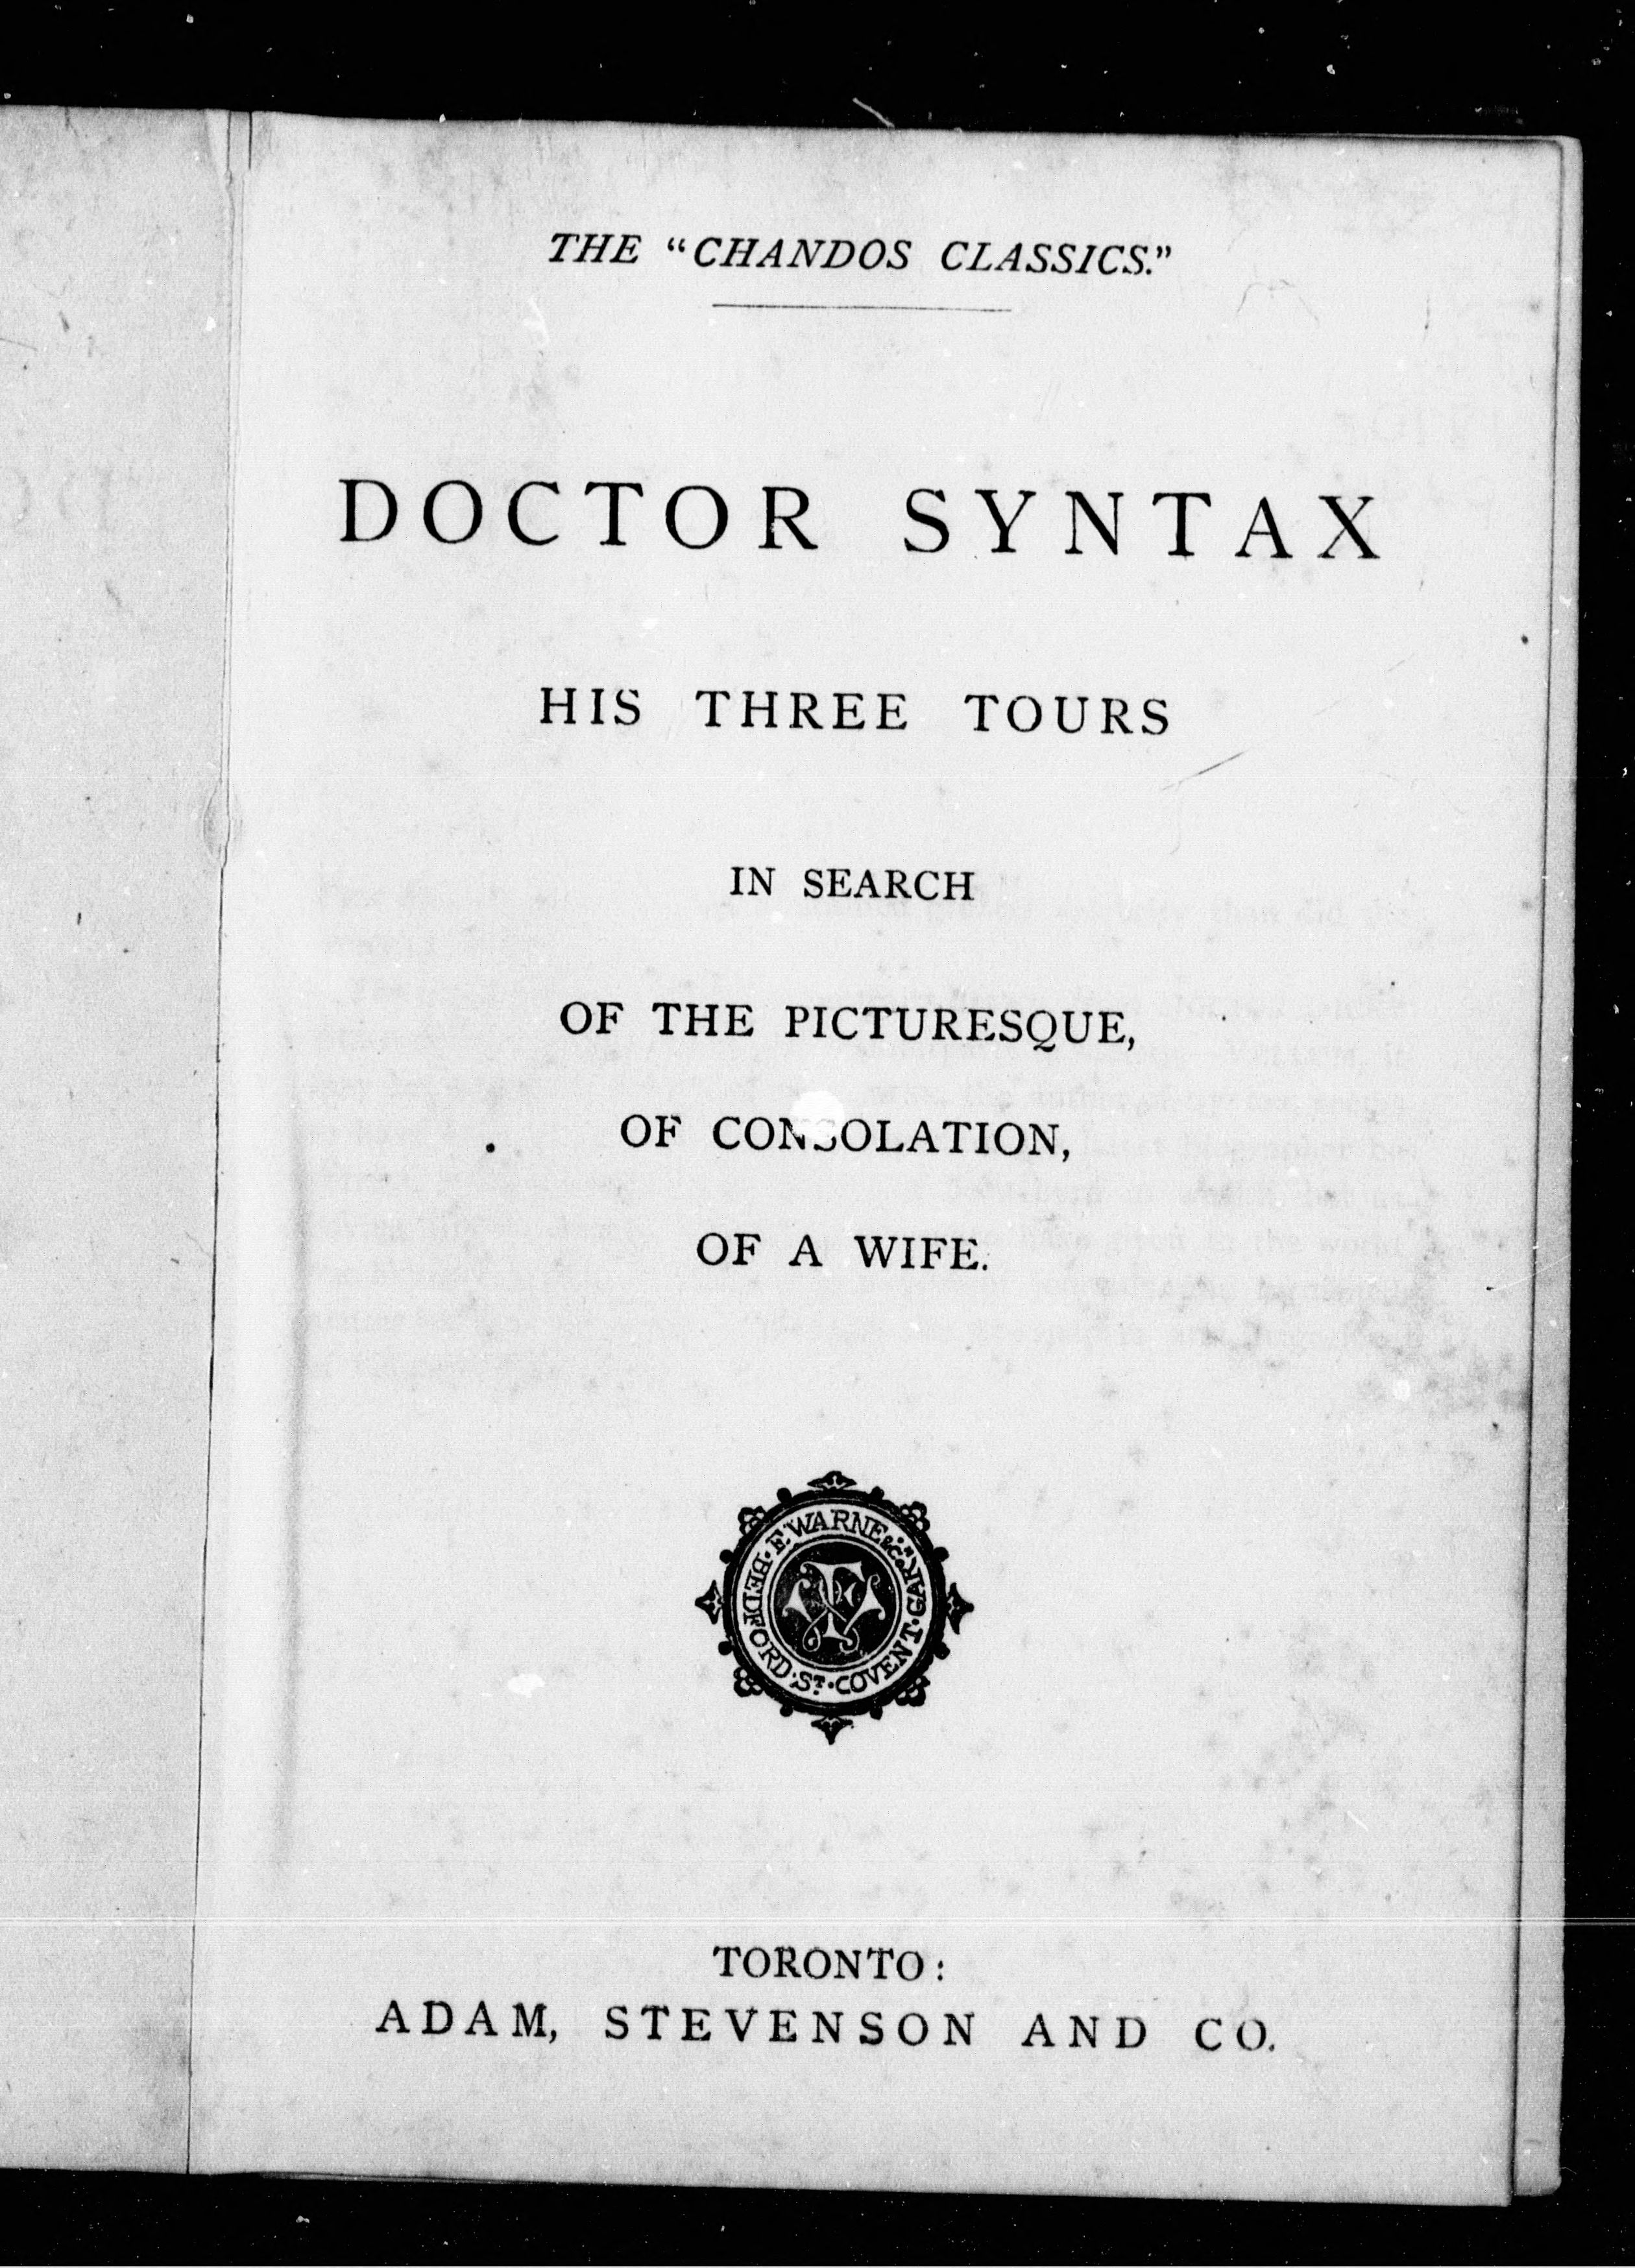 THE "CHANDOS CLASSICS."
DOCTOR SYNTAX
HIS THREE TOURS
IN SEARCH
OF THE PICTURESQUE,
OF CONSOLATION,
OF A WIFE.
F. WARNE & Co. BEDFORD. ST. COVENT. GARN.
TORONTO:
ADAM, STEVENSON AND CO.